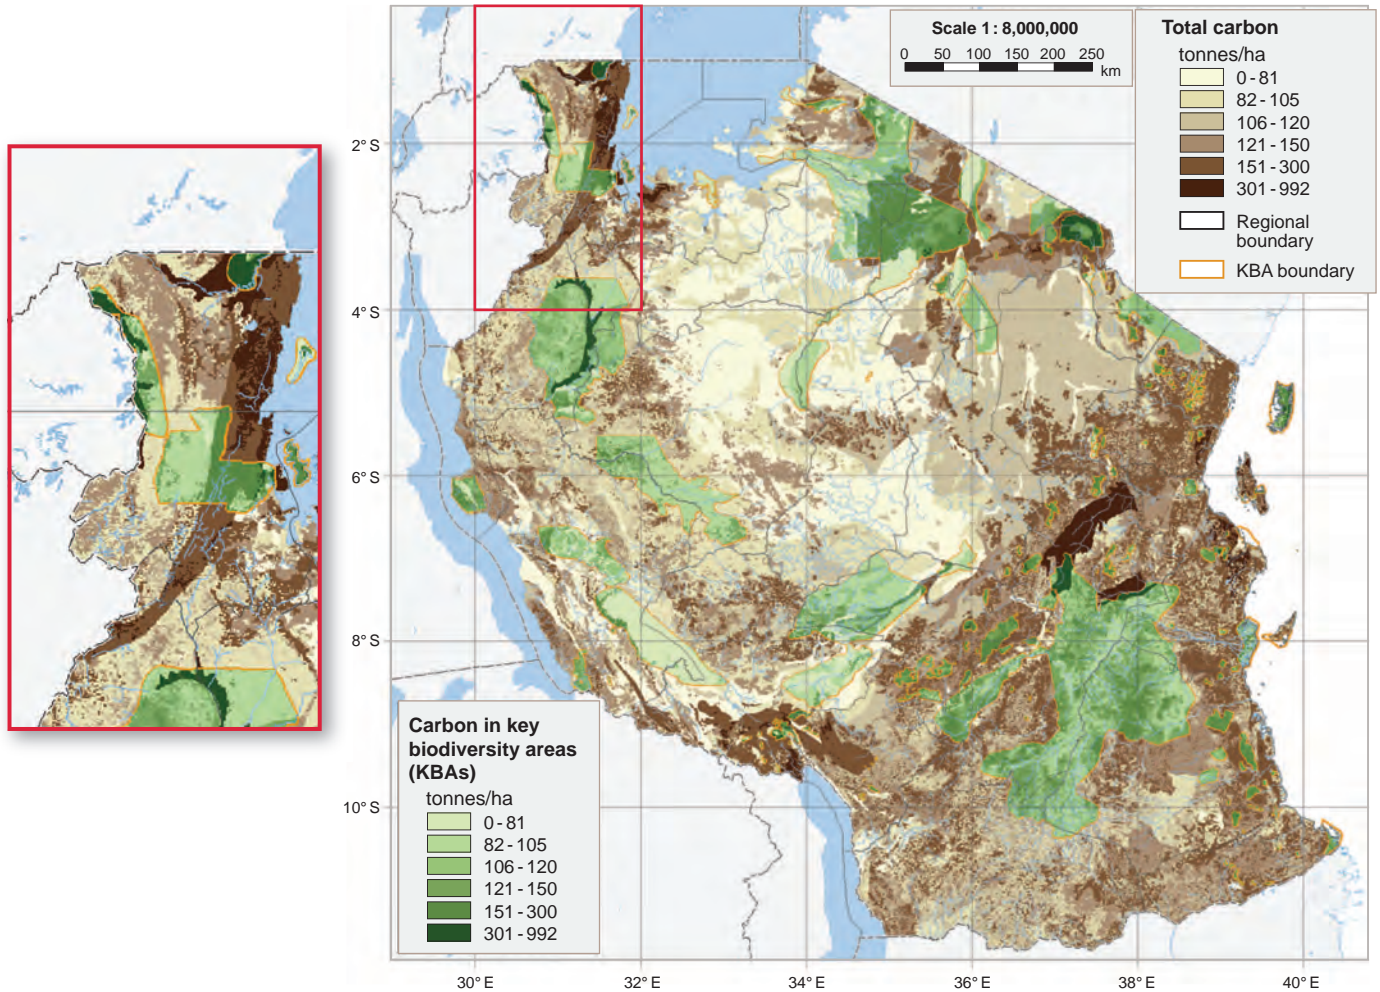 Scale 1 : 8,000,000
0 50 100 150 200 250
km
Total carbon
tonnes/ha
0 - 81
82 - 105
106 - 120
121 - 150
151 - 300
301 - 992
Regional
boundary
KBA boundary
2° S
4° S
6° S
8° S
10° S
Carbon in key
biodiversity areas
(KBAs)
tonnes/ha
0 - 81
82 - 105
106 - 120
121 - 150
151 - 300
301 - 992
30° E 32° E 34° E 36° E 38° E 40° E